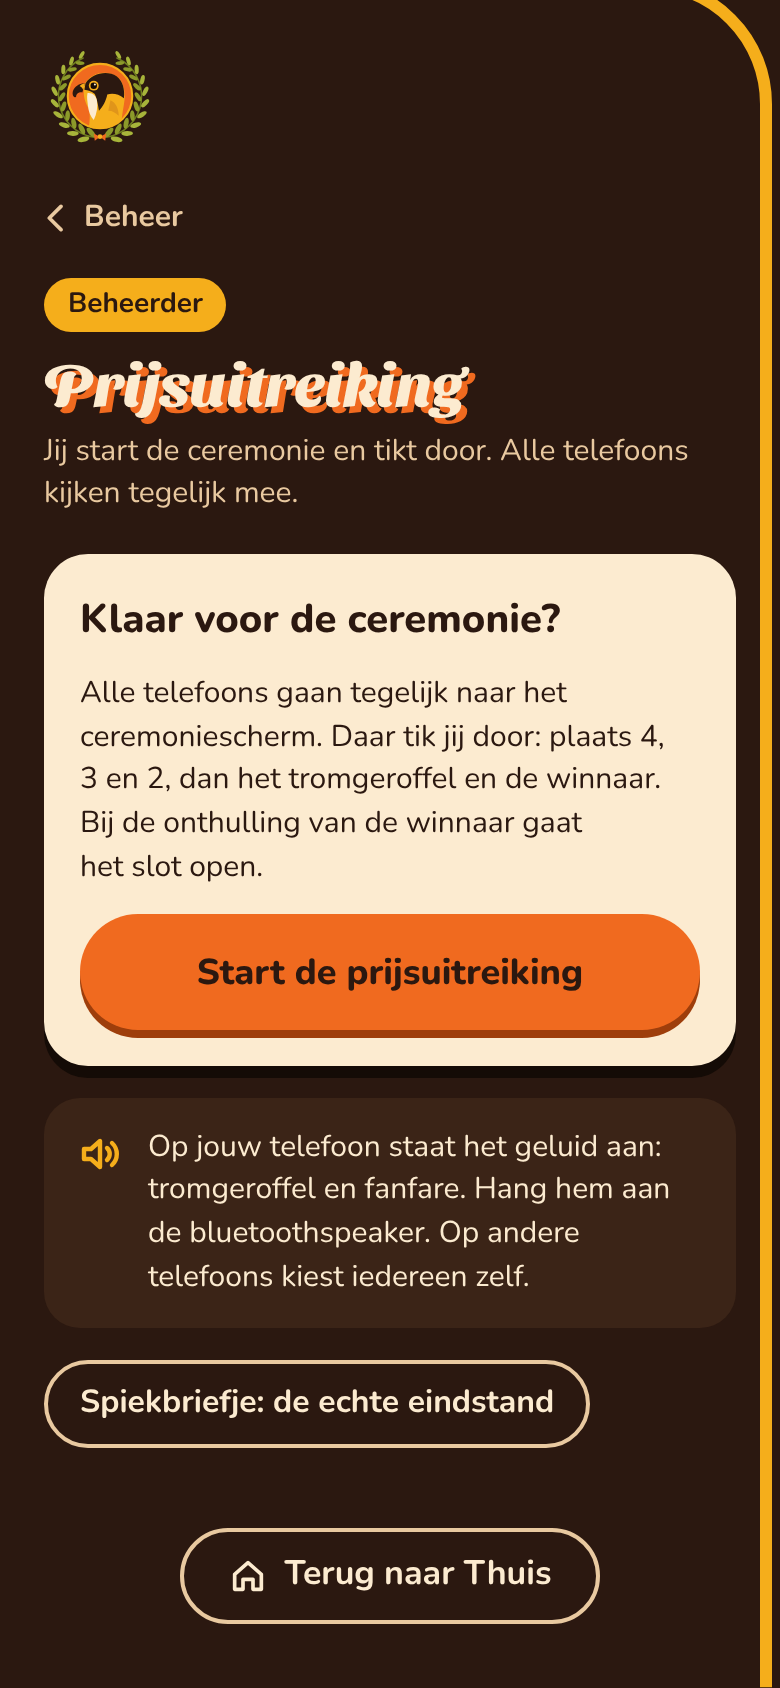 Beheer
Beheerder
Prijsuitreiking
Jij start de ceremonie en tikt door. Alle telefoons
kijken tegelijk mee.
Klaar voor de ceremonie?
Alle telefoons gaan tegelijk naar het
ceremoniescherm. Daar tik jij door: plaats 4,
3 en 2, dan het tromgeroffel en de winnaar.
Bij de onthulling van de winnaar gaat
het slot open.
Start de prijsuitreiking
Op jouw telefoon staat het geluid aan:
tromgeroffel en fanfare. Hang hem aan
de bluetoothspeaker. Op andere
telefoons kiest iedereen zelf.
Spiekbriefje: de echte eindstand
Terug naar Thuis